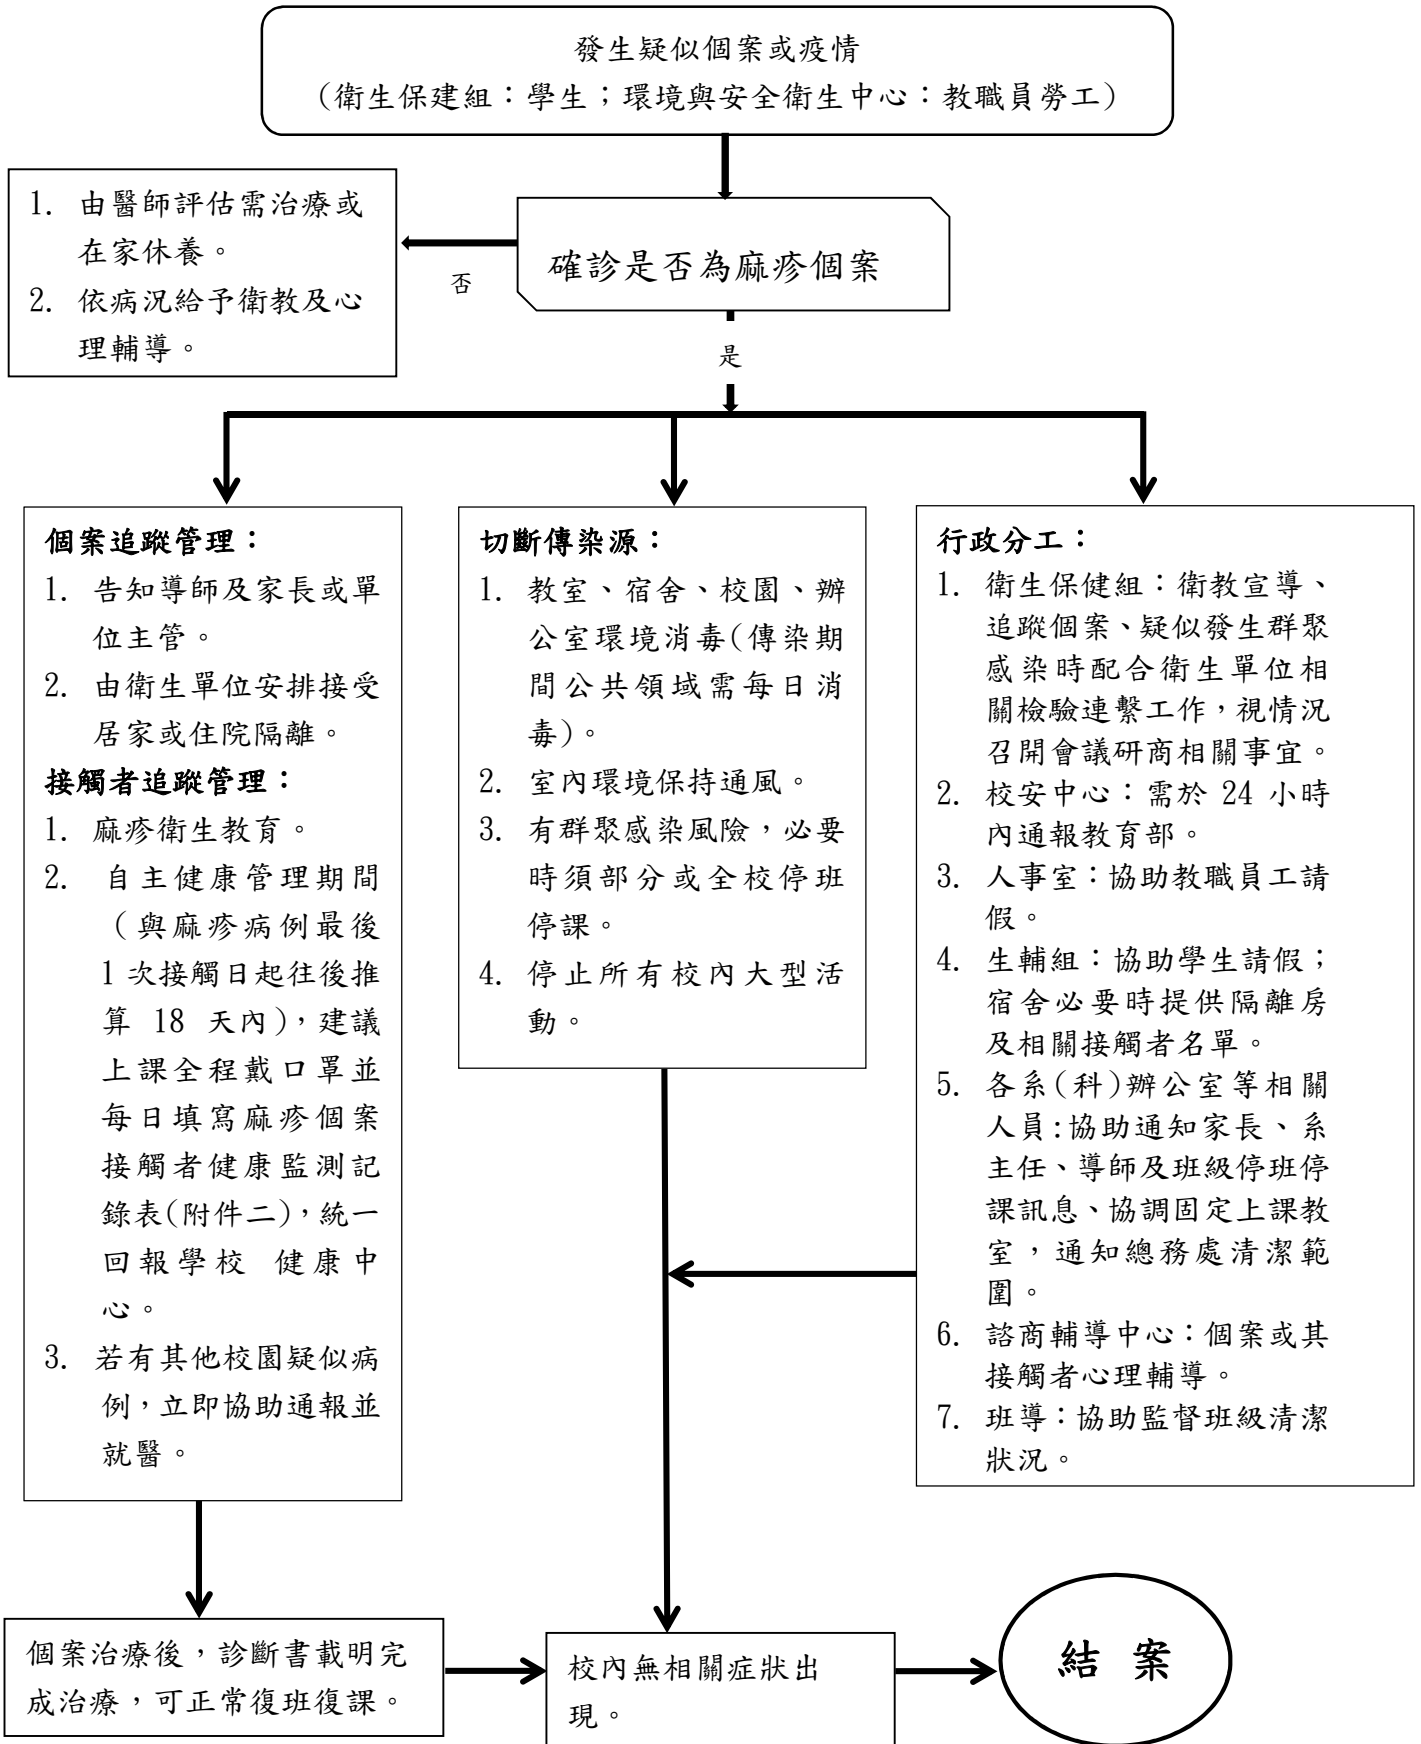 發生疑似個案或疫情
(衛生保建組：學生；環境與安全衛生中心：教職員勞工)
1. 由醫師評估需治療或
在家休養。
2. 依病況給予衛教及心
理輔導。
否
確診是否為麻疹個案
是
個案追蹤管理：
1. 告知導師及家長或單
位主管。
2. 由衛生單位安排接受
居家或住院隔離。
接觸者追蹤管理：
1. 麻疹衛生教育。
2. 自主健康管理期間
(與麻疹病例最後
1 次接觸日起往後推
算 18 天內)，建議
上課全程戴口罩並
每日填寫麻疹個案
接觸者健康監測記
錄表(附件二)，統一
回報學校 健康中
心。
3. 若有其他校園疑似病
例，立即協助通報並
就醫。
切斷傳染源：
1. 教室、宿舍、校園、辦
公室環境消毒(傳染期
間公共領域需每日消
毒)。
2. 室內環境保持通風。
3. 有群聚感染風險，必要
時須部分或全校停班
停課。
4. 停止所有校內大型活
動。
行政分工：
1. 衛生保健組：衛教宣導、
追蹤個案、疑似發生群聚
感染時配合衛生單位相
關檢驗連繫工作，視情況
召開會議研商相關事宜。
2. 校安中心：需於 24 小時
內通報教育部。
3. 人事室：協助教職員工請
假。
4. 生輔組：協助學生請假；
宿舍必要時提供隔離房
及相關接觸者名單。
5. 各系(科)辦公室等相關
人員:協助通知家長、系
主任、導師及班級停班停
課訊息、協調固定上課教
室，通知總務處清潔範
圍。
6. 諮商輔導中心：個案或其
接觸者心理輔導。
7. 班導：協助監督班級清潔
狀況。
個案治療後，診斷書載明完
成治療，可正常復班復課。
校內無相關症狀出
現。
結 案